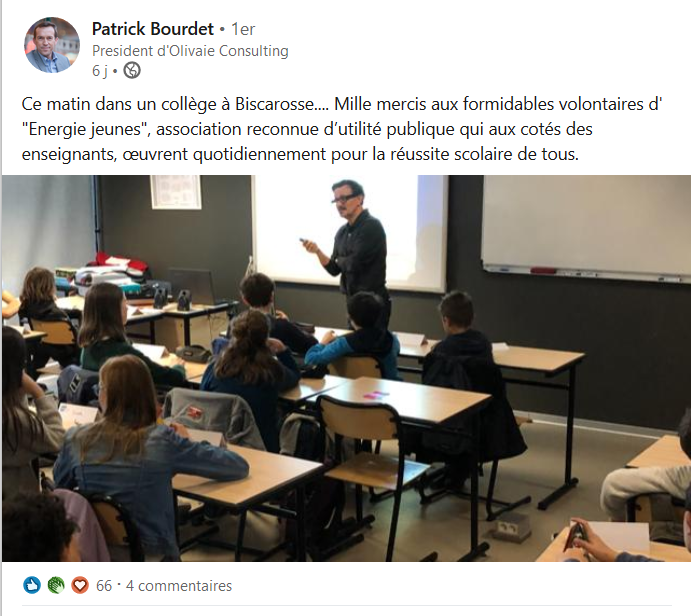 Patrick Bourdet • 1er
President d'Olivaie Consulting
6 j •
Ce matin dans un collège à Biscarosse.... Mille mercis aux formidables volontaires d'
"Energie jeunes", association reconnue d’utilité publique qui aux cotés des
enseignants, œuvrent quotidiennement pour la réussite scolaire de tous.
66 · 4 commentaires